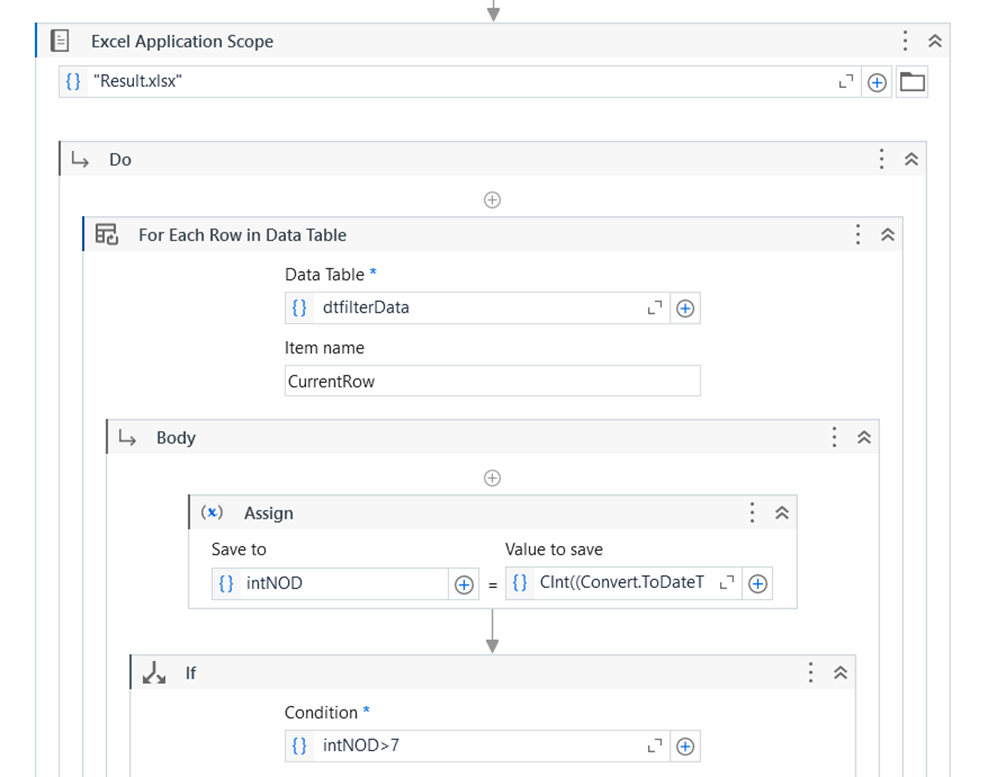 Excel Application Scope
{} "Result.xlsx"
Do
For Each Row in Data Table
Data Table *
{} dtfilterData
Item name
CurrentRow
Body
(x) Assign
Save to Value to save
{} intNOD = {} CInt((Convert.ToDateT
If
Condition *
{} intNOD>7